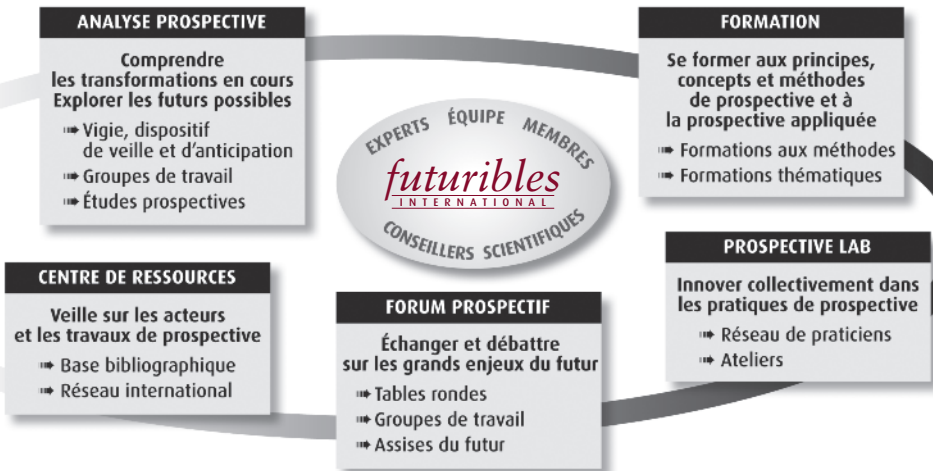 ANALYSE PROSPECTIVE
Comprendre
les transformations en cours
Explorer les futurs possibles
➠ Vigie, dispositif
de veille et d'anticipation
➠ Groupes de travail
➠ Études prospectives
EXPERTS ÉQUIPE MEMBRES
futuribles
INTERNATIONAL
CONSEILLERS SCIENTIFIQUES
FORMATION
Se former aux principes,
concepts et méthodes
de prospective et à
la prospective appliquée
➠ Formations aux méthodes
➠ Formations thématiques
CENTRE DE RESSOURCES
Veille sur les acteurs
et les travaux de prospective
➠ Base bibliographique
➠ Réseau international
FORUM PROSPECTIF
Échanger et débattre
sur les grands enjeux du futur
➠ Tables rondes
➠ Groupes de travail
➠ Assises du futur
PROSPECTIVE LAB
Innover collectivement dans
les pratiques de prospective
➠ Réseau de praticiens
➠ Ateliers